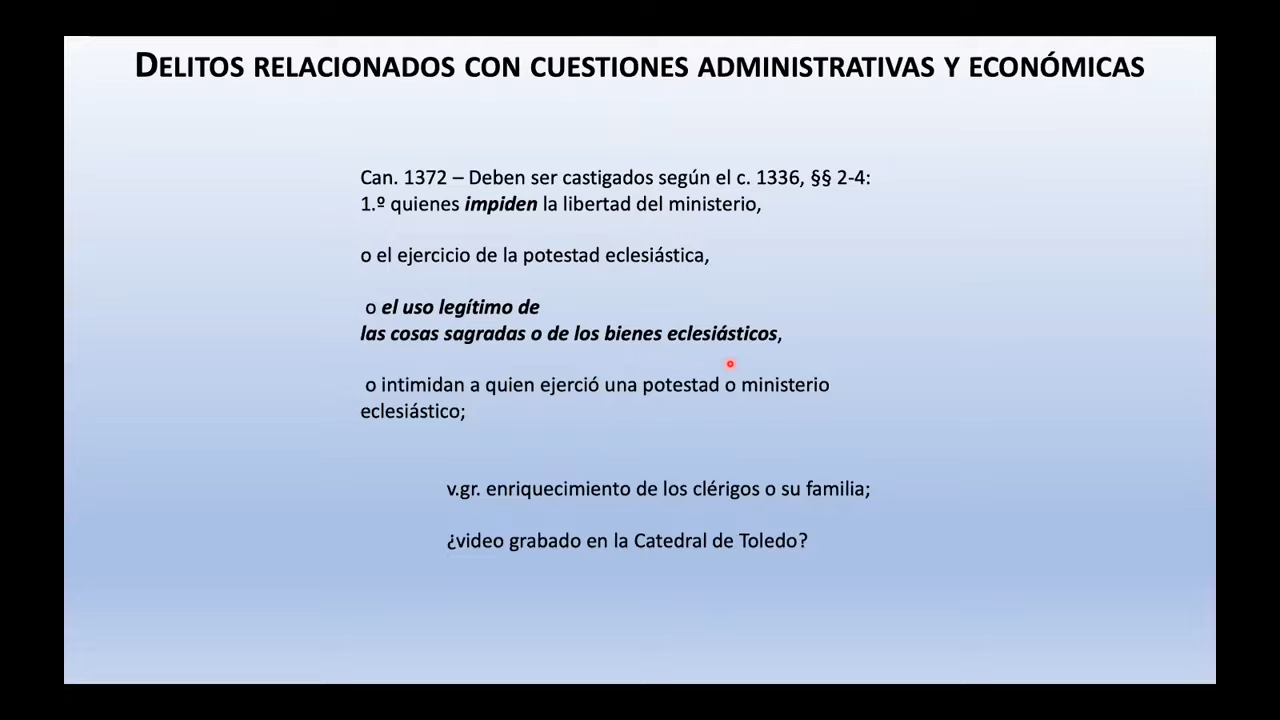 DELITOS RELACIONADOS CON CUESTIONES ADMINISTRATIVAS Y ECONÓMICAS
Can. 1372 – Deben ser castigados según el c. 1336, §§ 2-4:
1.º quienes impiden la libertad del ministerio,
o el ejercicio de la potestad eclesiástica,
o el uso legítimo de
las cosas sagradas o de los bienes eclesiásticos,
o intimidan a quien ejerció una potestad o ministerio
eclesiástico;
v.gr. enriquecimiento de los clérigos o su familia;
¿video grabado en la Catedral de Toledo?